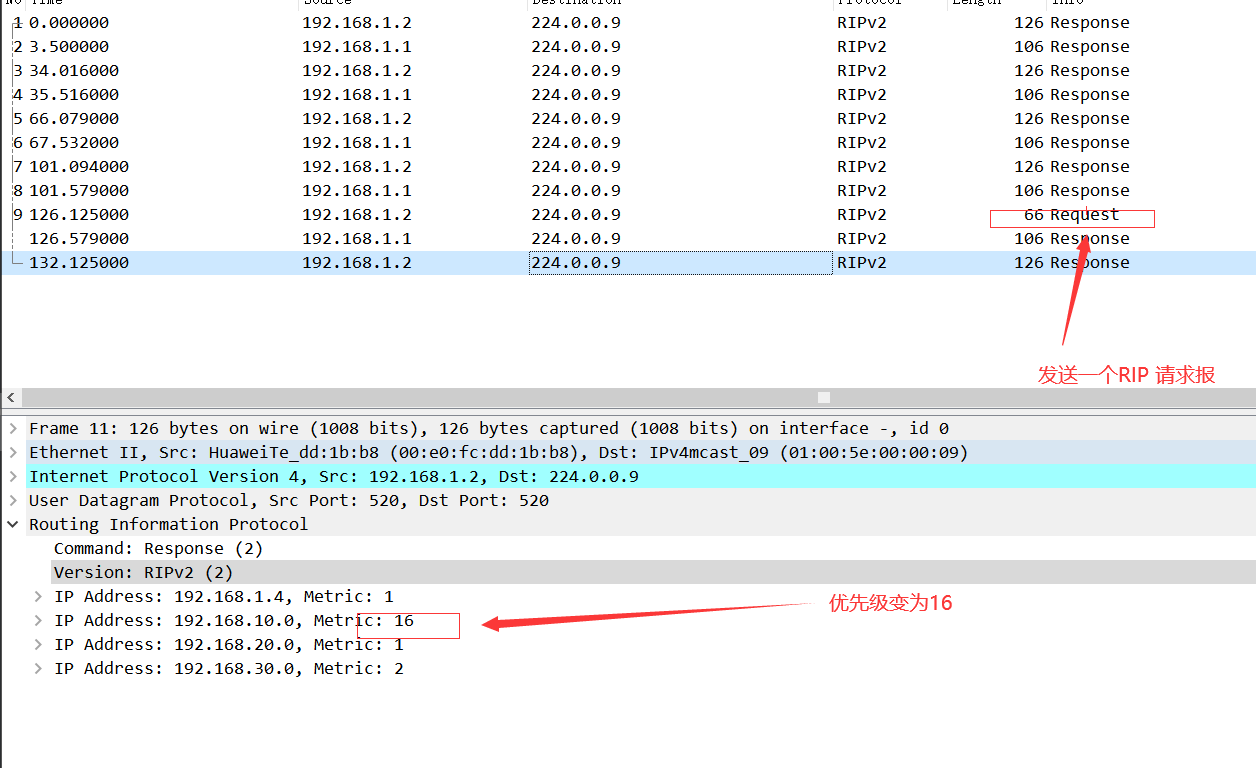 No Time Source Destination Protocol Length Info
1 0.000000 192.168.1.2 224.0.0.9 RIPv2 126 Response
2 3.500000 192.168.1.1 224.0.0.9 RIPv2 106 Response
3 34.016000 192.168.1.2 224.0.0.9 RIPv2 126 Response
4 35.516000 192.168.1.1 224.0.0.9 RIPv2 106 Response
5 66.079000 192.168.1.2 224.0.0.9 RIPv2 126 Response
6 67.532000 192.168.1.1 224.0.0.9 RIPv2 106 Response
7 101.094000 192.168.1.2 224.0.0.9 RIPv2 126 Response
8 101.579000 192.168.1.1 224.0.0.9 RIPv2 106 Response
9 126.125000 192.168.1.2 224.0.0.9 RIPv2 66 Request
126.579000 192.168.1.1 224.0.0.9 RIPv2 106 Response
132.125000 192.168.1.2 224.0.0.9 RIPv2 126 Response
发送一个RIP 请求报
Frame 11: 126 bytes on wire (1008 bits), 126 bytes captured (1008 bits) on interface -, id 0
Ethernet II, Src: HuaweiTe_dd:1b:b8 (00:e0:fc:dd:1b:b8), Dst: IPv4mcast_09 (01:00:5e:00:00:09)
Internet Protocol Version 4, Src: 192.168.1.2, Dst: 224.0.0.9
User Datagram Protocol, Src Port: 520, Dst Port: 520
Routing Information Protocol
Command: Response (2)
Version: RIPv2 (2)
IP Address: 192.168.1.4, Metric: 1
优先级变为16
IP Address: 192.168.10.0, Metric: 16
IP Address: 192.168.20.0, Metric: 1
IP Address: 192.168.30.0, Metric: 2